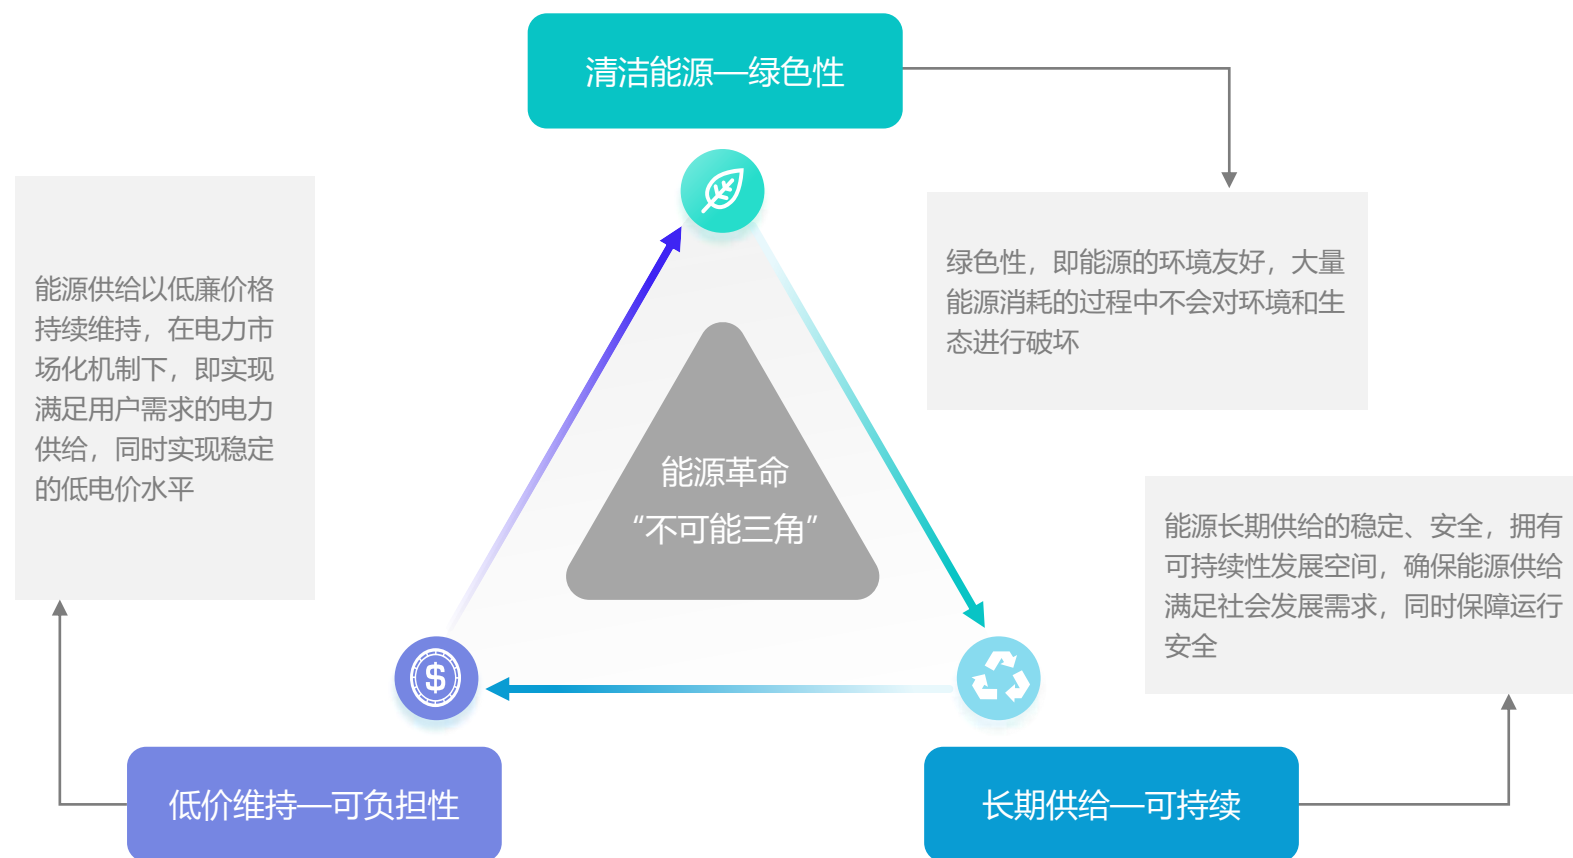 清洁能源—绿色性
绿色性，即能源的环境友好，大量
能源消耗的过程中不会对环境和生
态进行破坏
能源供给以低廉价格
持续维持，在电力市
场化机制下，即实现
满足用户需求的电力
供给，同时实现稳定
的低电价水平
能源革命
“不可能三角”
能源长期供给的稳定、安全，拥有
可持续性发展空间，确保能源供给
满足社会发展需求，同时保障运行
安全
$
低价维持—可负担性
长期供给—可持续